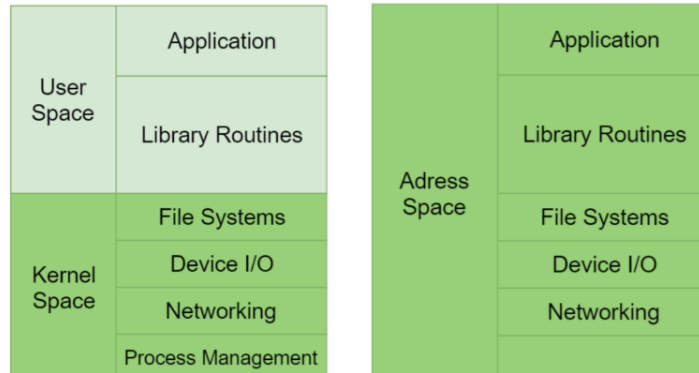 User
Space
Application
Library Routines
Kernel
Space
File Systems
Device I/O
Networking
Process Management
Adress
Space
Application
Library Routines
File Systems
Device I/O
Networking